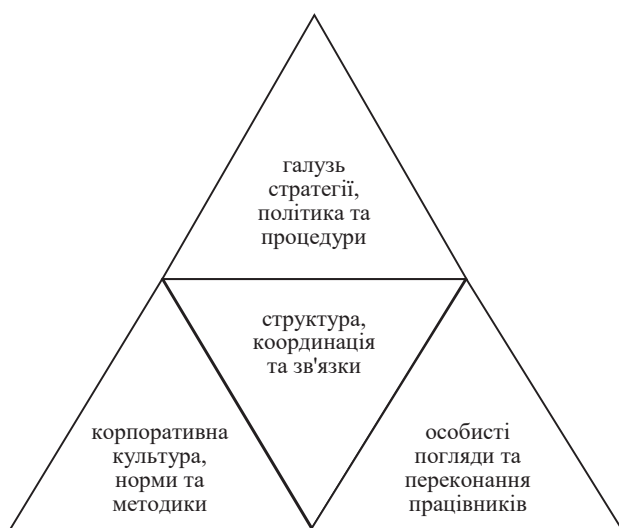 галузь
стратегії,
політика та
процедури
структура,
координація
та зв'язки
корпоративна
культура,
норми та
методики
особисті
погляди та
переконання
працівників